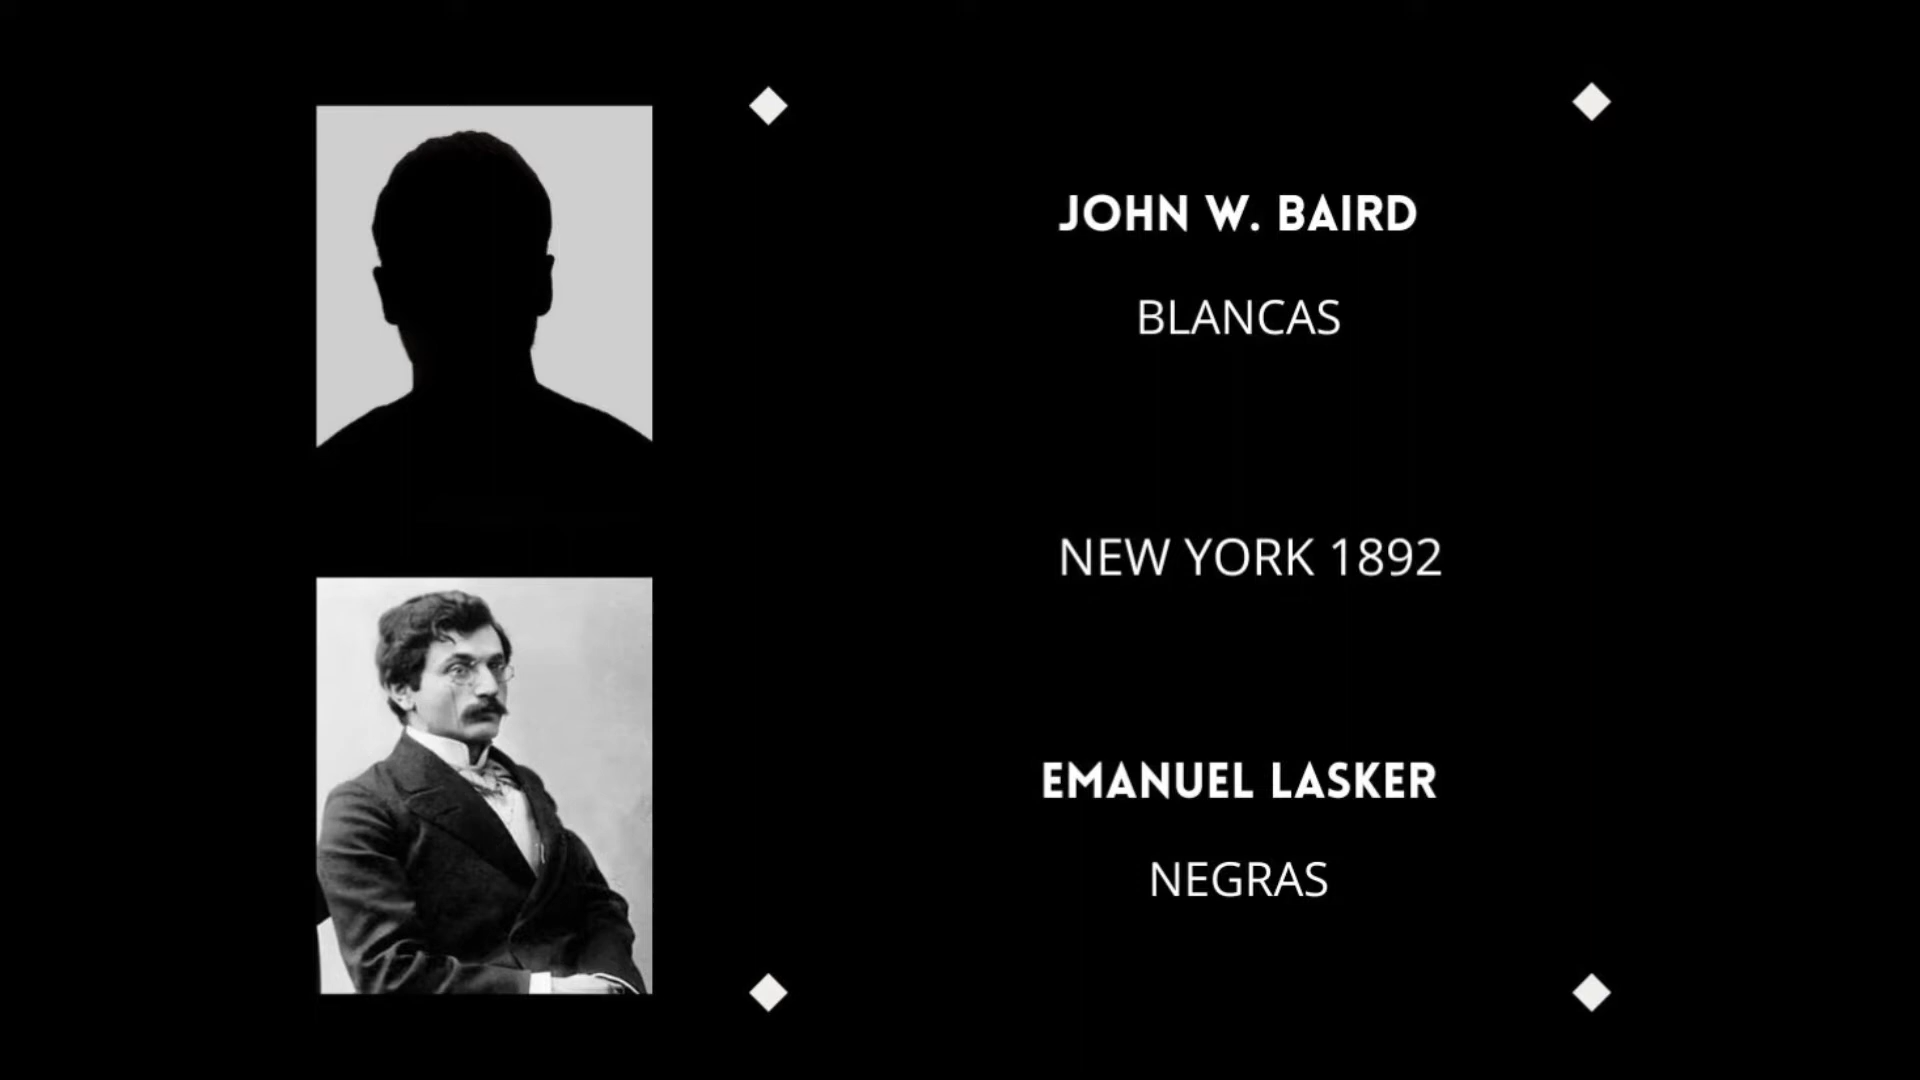 JOHN W. BAIRD
BLANCAS
NEW YORK 1892
EMANUEL LASKER
NEGRAS